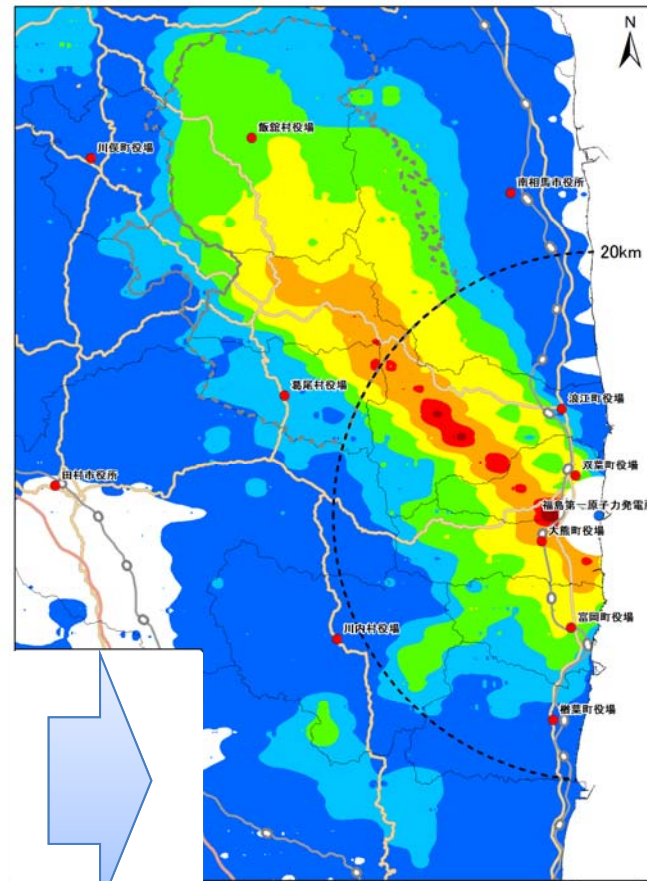 N
飯舘村役場
川俣町役場
南相馬市役所
20km
葛尾村役場
浪江町役場
双葉町役場
田村市役所
福島第一原子力発電所
大熊町役場
富岡町役場
川内村役場
楢葉町役場